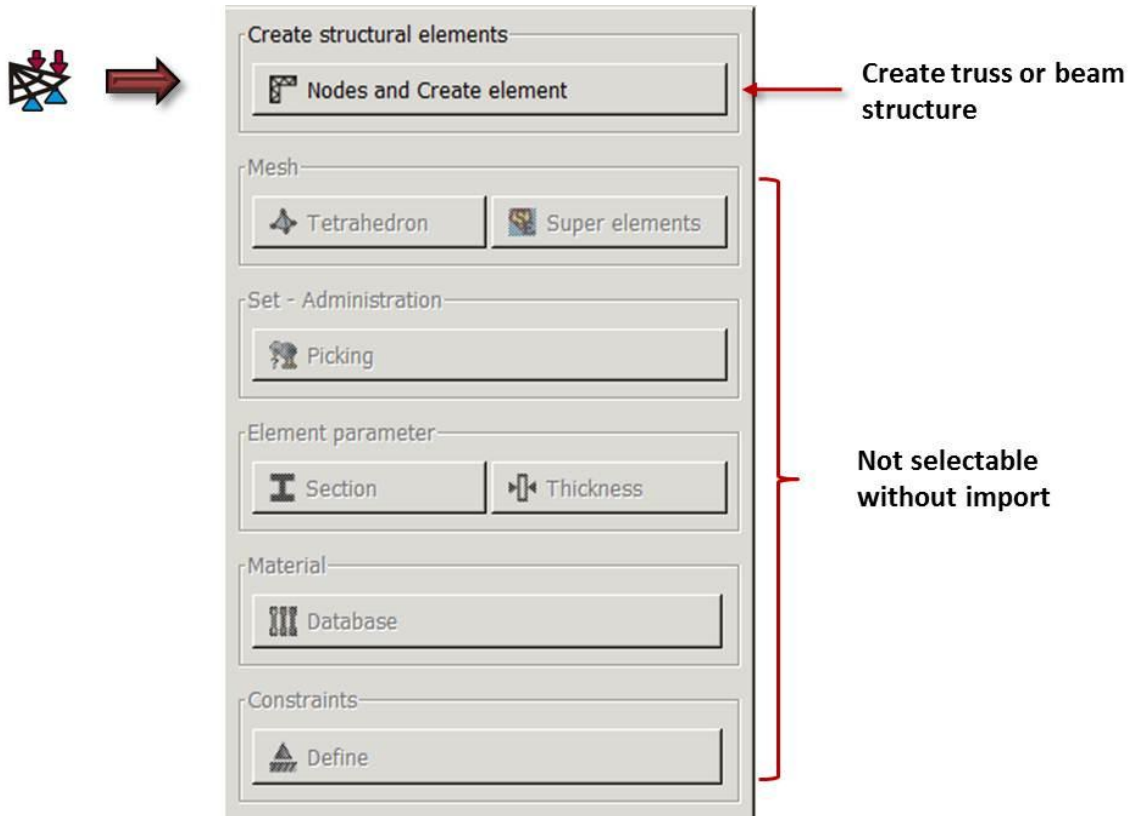 Create structural elements
Nodes and Create element
Create truss or beam
structure
Mesh
Tetrahedron
Super elements
Set - Administration
Picking
Element parameter
Section
Thickness
Not selectable
without import
Material
Database
Constraints
Define